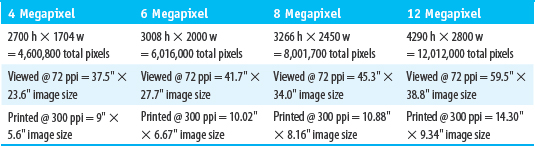 4 Megapixel 6 Megapixel 8 Megapixel 12 Megapixel
2700 h × 1704 w 3008 h × 2000 w 3266 h × 2450 w 4290 h × 2800 w
= 4,600,800 total pixels = 6,016,000 total pixels = 8,001,700 total pixels = 12,012,000 total pixels
Viewed @ 72 ppi = 37.5" × Viewed @ 72 ppi = 41.7" × Viewed @ 72 ppi = 45.3" × Viewed @ 72 ppi = 59.5" ×
23.6" image size 27.7" image size 34.0" image size 38.8" image size
Printed @ 300 ppi = 9" × Printed @ 300 ppi = 10.02" Printed @ 300 ppi = 10.88" Printed @ 300 ppi = 14.30"
5.6" image size × 6.67" image size × 8.16" image size × 9.34" image size